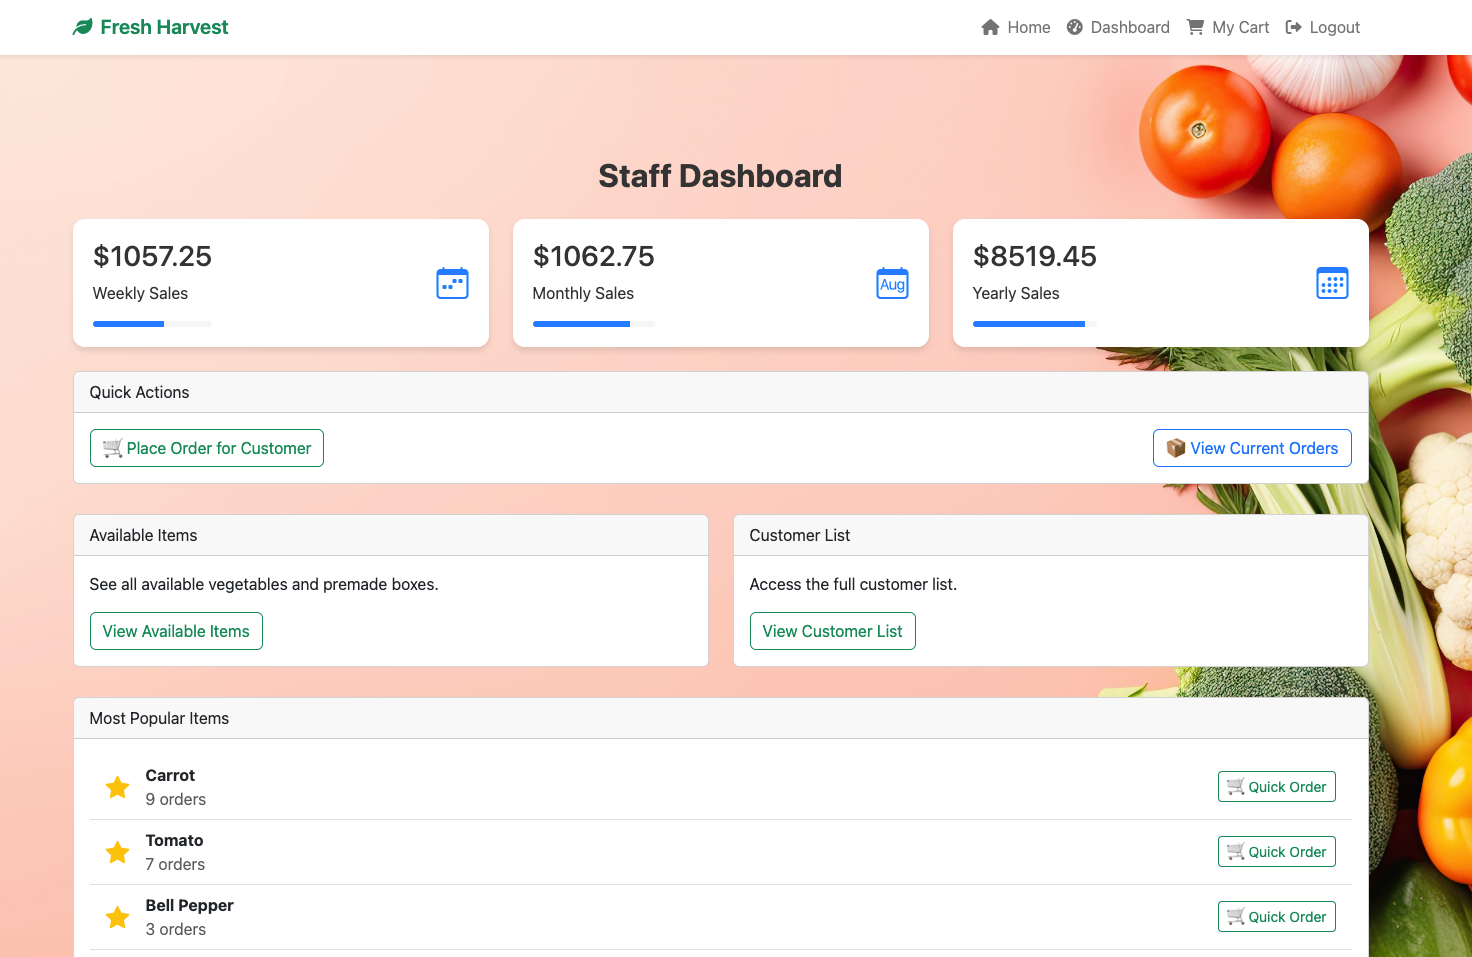 Fresh Harvest
Home Dashboard My Cart Logout
Staff Dashboard
$1057.25
Weekly Sales
$1062.75
Monthly Sales
Aug
$8519.45
Yearly Sales
Quick Actions
Place Order for Customer
View Current Orders
Available Items
See all available vegetables and premade boxes.
View Available Items
Customer List
Access the full customer list.
View Customer List
Most Popular Items
Carrot
9 orders
Quick Order
Tomato
7 orders
Quick Order
Bell Pepper
3 orders
Quick Order